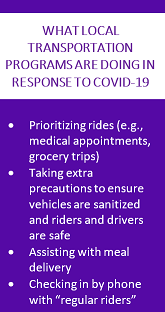 WHAT LOCAL
TRANSPORTATION
PROGRAMS ARE DOING IN
RESPONSE TO COVID-19
• Prioritizing rides (e.g.,
medical appointments,
grocery trips)
• Taking extra
precautions to ensure
vehicles are sanitized
and riders and drivers
are safe
• Assisting with meal
delivery
• Checking in by phone
with “regular riders”